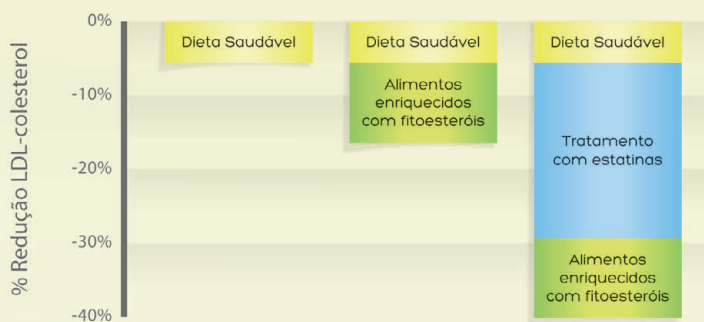 % Redução LDL-colesterol
0%
-10%
-20%
-30%
-40%
Dieta Saudável
Dieta Saudável
Alimentos
enriquecidos
com fitoesteróis
Dieta Saudável
Tratamento
com estatinas
Alimentos
enriquecidos
com fitoesteróis